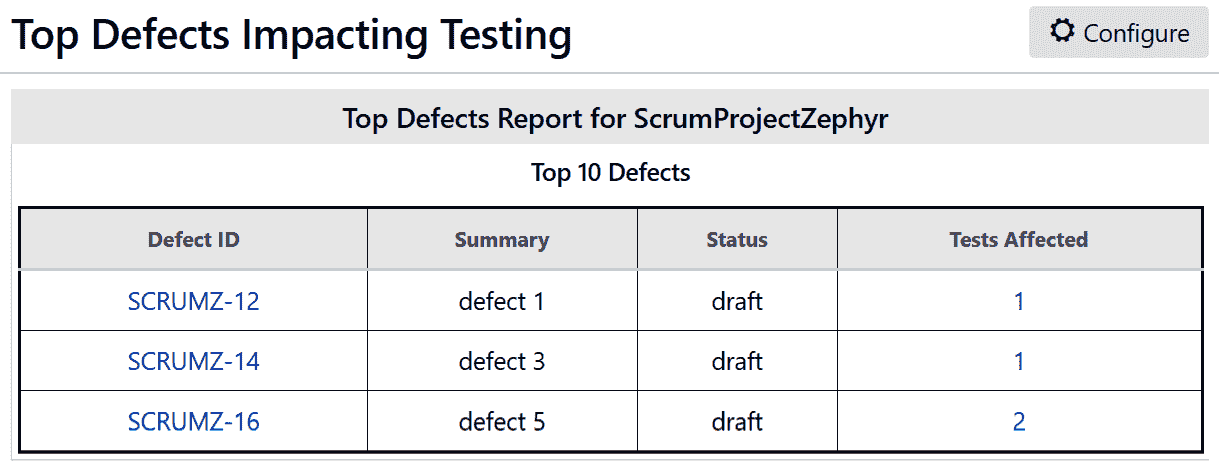 Top Defects Impacting Testing
Configure
Top Defects Report for ScrumProjectZephyr
Top 10 Defects
Defect ID Summary Status Tests Affected
SCRUMZ-12 defect 1 draft 1
SCRUMZ-14 defect 3 draft 1
SCRUMZ-16 defect 5 draft 2